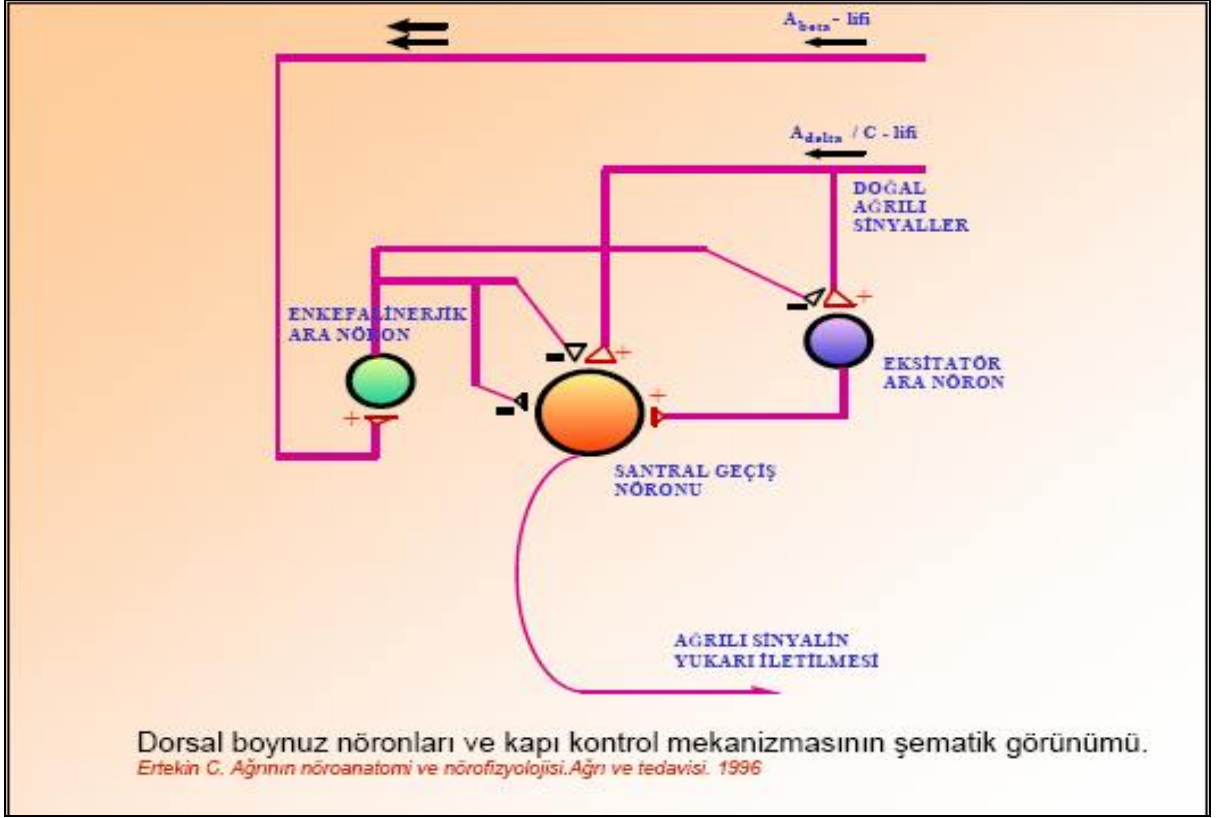 A beta - lifi
A delta / C - lifi
DOĞAL
AĞRILI
SİNYALLER
ENKEFALİNERJİK
ARA NÖRON
+
+
+
+
EKSİTATÖR
ARA NÖRON
SANTRAL GEÇİŞ
NÖRONU
AĞRILI SİNYALİN
YUKARI İLETİLMESİ
Dorsal boynuz nöronları ve kapı kontrol mekanizmasının şematik görünümü.
Ertekin C. Ağrının nöroanatomi ve nörofizyolojisi.Ağrı ve tedavisi. 1996